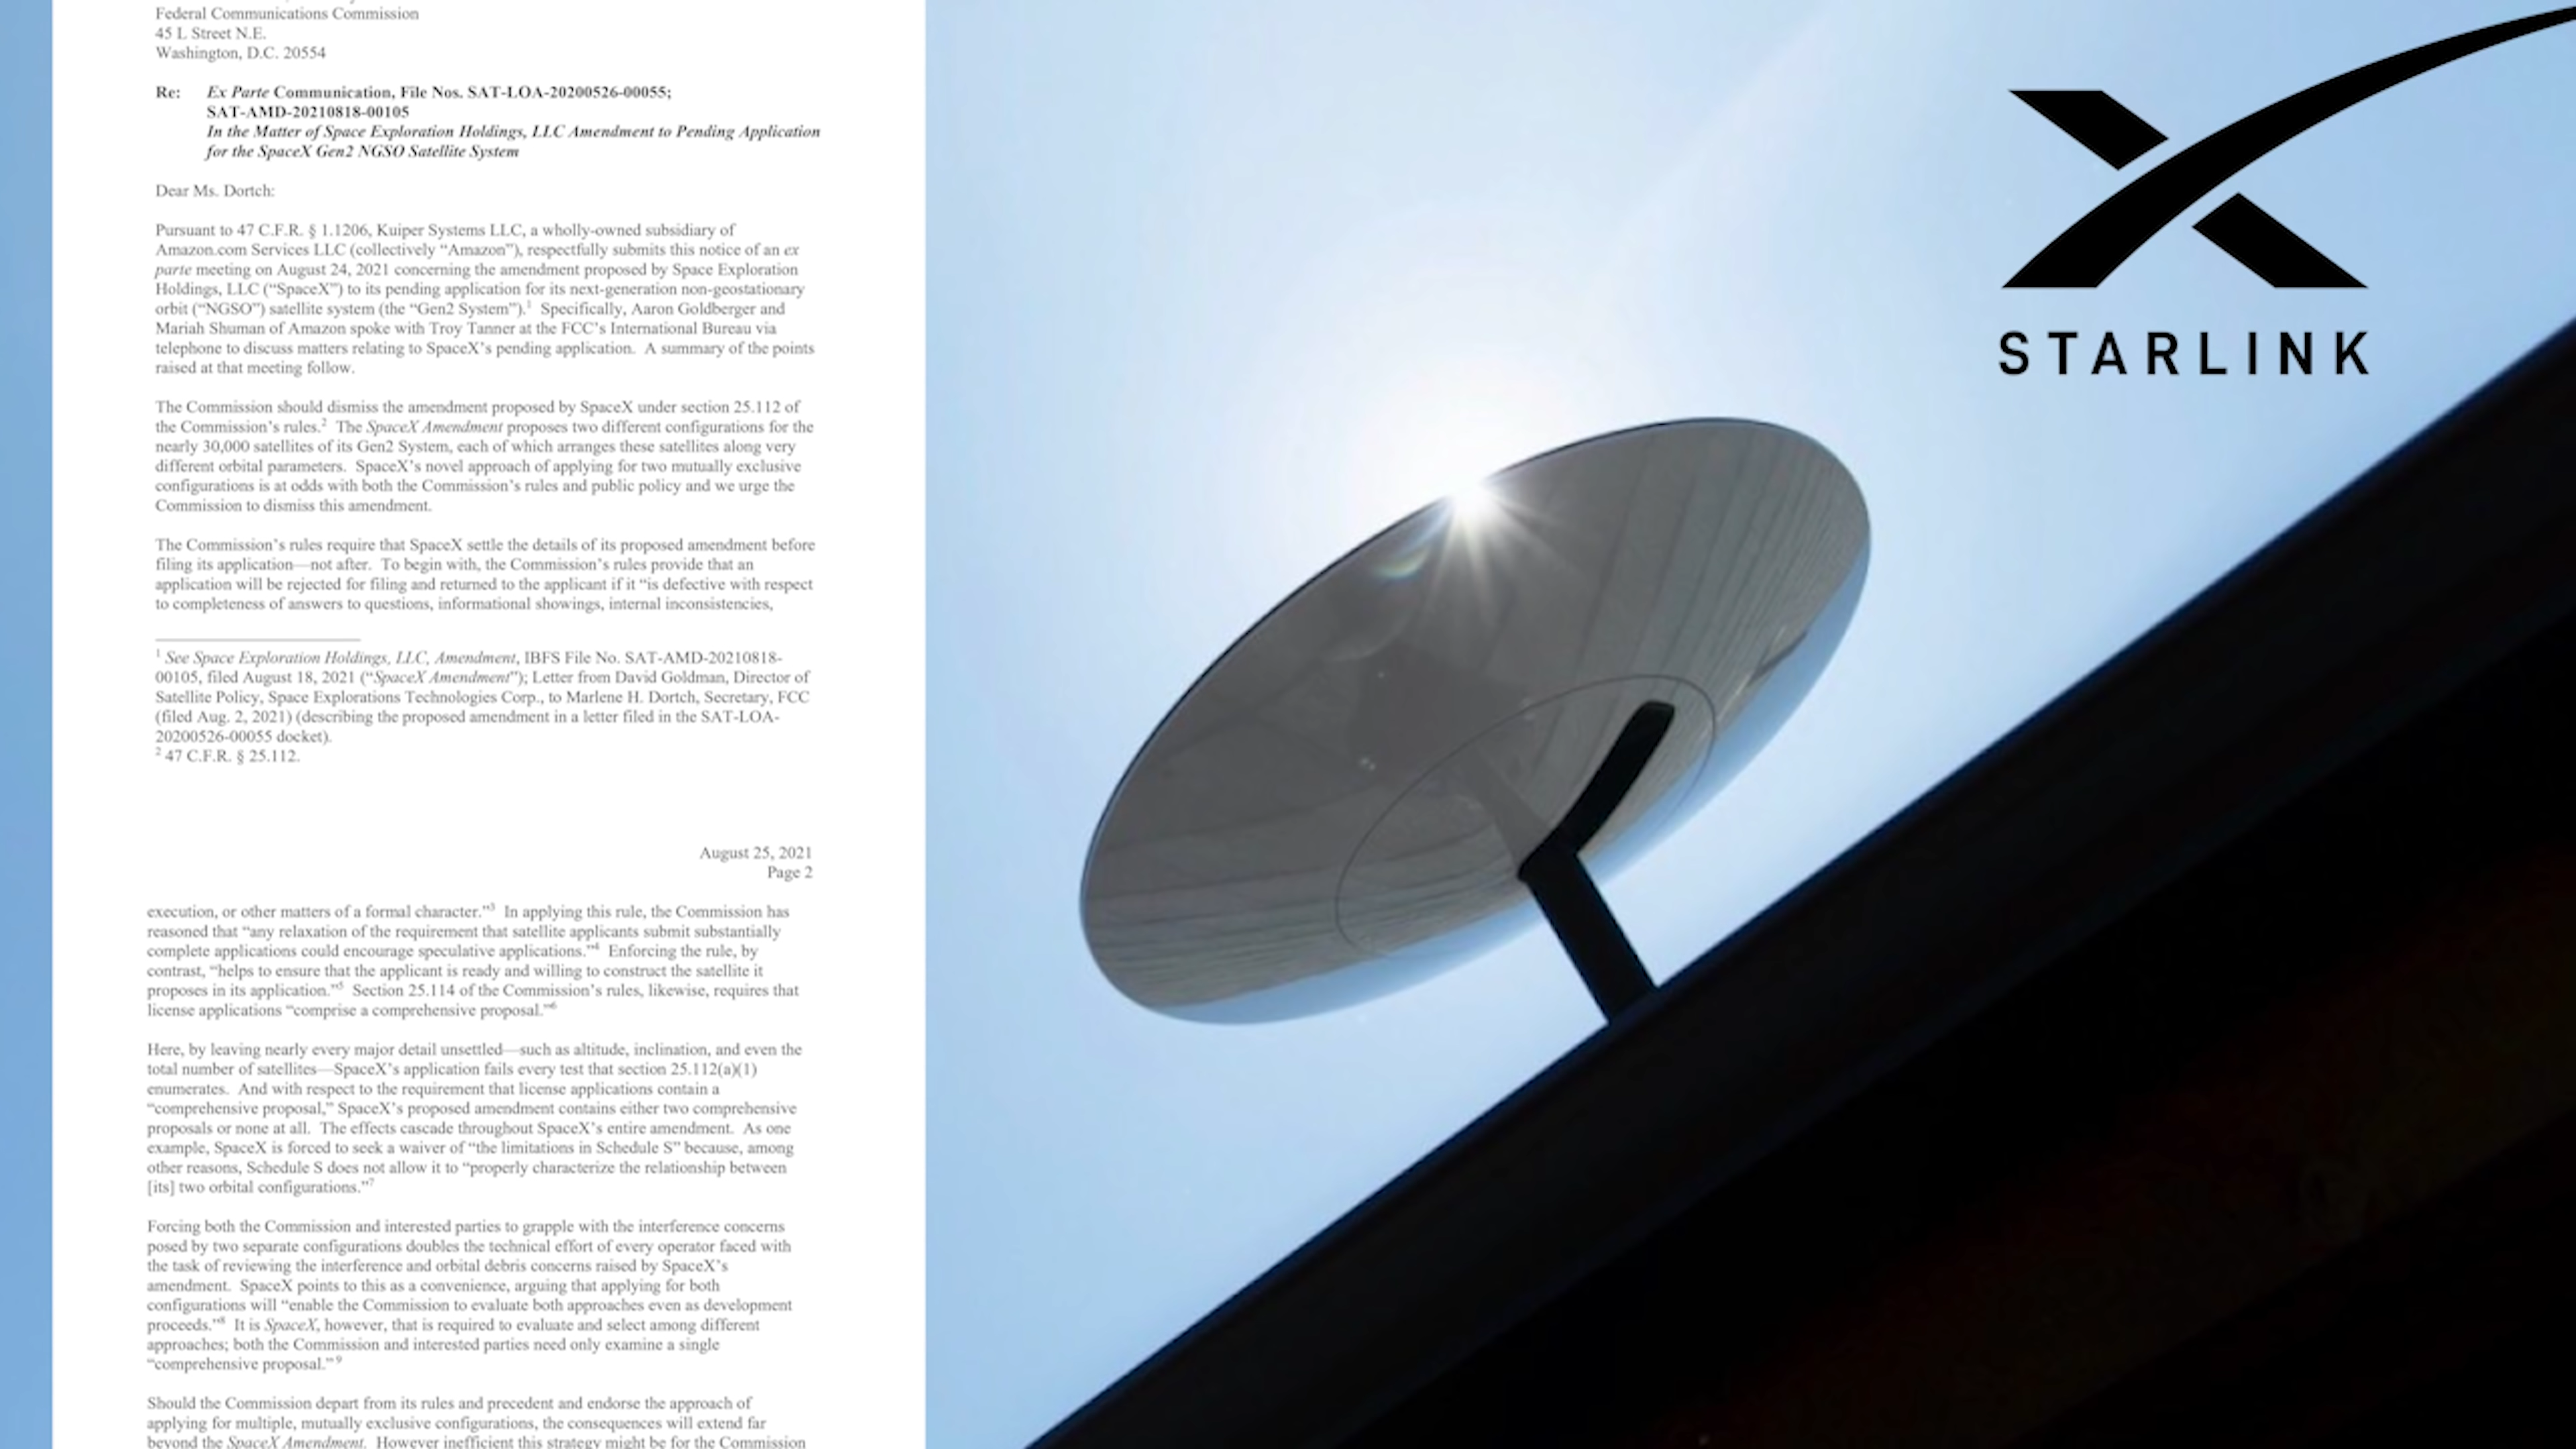 Federal Communications Commission
45 L Street N.E.
Washington, D.C. 20554
Re: Ex Parte Communication, File Nos. SAT-LOA-20200526-00055;
SAT-AMD-20210818-00105
In the Matter of Space Exploration Holdings, LLC Amendment to Pending Application
for the SpaceX Gen2 NGSO Satellite System
Dear Ms. Dortch:
Pursuant to 47 C.F.R. § 1.1206, Kuiper Systems LLC, a wholly-owned subsidiary of
Amazon.com Services LLC (collectively “Amazon”), respectfully submits this notice of an ex
parte meeting on August 24, 2021 concerning the amendment proposed by Space Exploration
Holdings, LLC (“SpaceX”) to its pending application for its next-generation non-geostationary
orbit (“NGSO”) satellite system (the “Gen2 System”).1 Specifically, Aaron Goldberger and
Mariah Shuman of Amazon spoke with Troy Tanner at the FCC’s International Bureau via
telephone to discuss matters relating to SpaceX’s pending application. A summary of the points
raised at that meeting follow.
The Commission should dismiss the amendment proposed by SpaceX under section 25.112 of
the Commission’s rules.2 The SpaceX Amendment proposes two different configurations for the
nearly 30,000 satellites of its Gen2 System, each of which arranges these satellites along very
different orbital parameters. SpaceX’s novel approach of applying for two mutually exclusive
configurations is at odds with both the Commission’s rules and public policy and we urge the
Commission to dismiss this amendment.
The Commission’s rules require that SpaceX settle the details of its proposed amendment before
filing its application—not after. To begin with, the Commission’s rules provide that an
application will be rejected for filing and returned to the applicant if it “is defective with respect
to completeness of answers to questions, informational showings, internal inconsistencies,
1 See Space Exploration Holdings, LLC, Amendment, IBFS File No. SAT-AMD-20210818-
00105, filed August 18, 2021 (“SpaceX Amendment”); Letter from David Goldman, Director of
Satellite Policy, Space Explorations Technologies Corp., to Marlene H. Dortch, Secretary, FCC
(filed Aug. 2, 2021) (describing the proposed amendment in a letter filed in the SAT-LOA-
20200526-00055 docket).
2 47 C.F.R. § 25.112.
August 25, 2021
Page 2
execution, or other matters of a formal character.”3 In applying this rule, the Commission has
reasoned that “any relaxation of the requirement that satellite applicants submit substantially
complete applications could encourage speculative applications.”4 Enforcing the rule, by
contrast, “helps to ensure that the applicant is ready and willing to construct the satellite it
proposes in its application.”5 Section 25.114 of the Commission’s rules, likewise, requires that
license applications “comprise a comprehensive proposal.”6
Here, by leaving nearly every major detail unsettled—such as altitude, inclination, and even the
total number of satellites—SpaceX’s application fails every test that section 25.112(a)(1)
enumerates. And with respect to the requirement that license applications contain a
“comprehensive proposal,” SpaceX’s proposed amendment contains either two comprehensive
proposals or none at all. The effects cascade throughout SpaceX’s entire amendment. As one
example, SpaceX is forced to seek a waiver of “the limitations in Schedule S” because, among
other reasons, Schedule S does not allow it to “properly characterize the relationship between
[its] two orbital configurations.”7
Forcing both the Commission and interested parties to grapple with the interference concerns
posed by two separate configurations doubles the technical effort of every operator faced with
the task of reviewing the interference and orbital debris concerns raised by SpaceX’s
amendment. SpaceX points to this as a convenience, arguing that applying for both
configurations will “enable the Commission to evaluate both approaches even as development
proceeds.”8 It is SpaceX, however, that is required to evaluate and select among different
approaches; both the Commission and interested parties need only examine a single
“comprehensive proposal.”9
Should the Commission depart from its rules and precedent and endorse the approach of
applying for multiple, mutually exclusive configurations, the consequences will extend far
beyond the SpaceX Amendment. However inefficient this strategy might be for the Commission
STARLINK